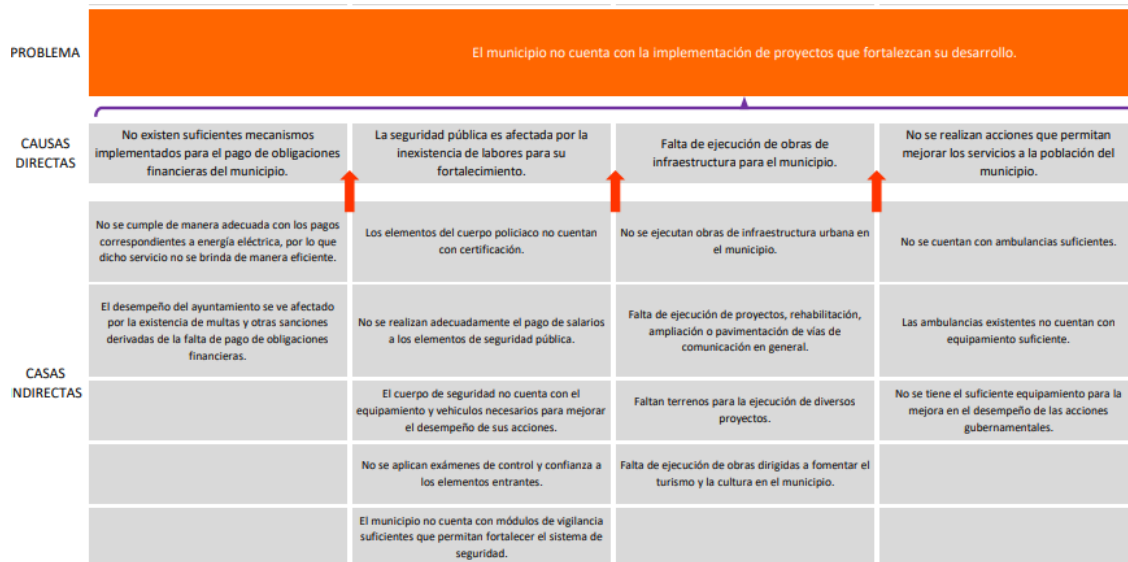 PROBLEMA
El municipio no cuenta con la implementación de proyectos que fortalezcan su desarrollo.
CAUSAS
DIRECTAS
No existen suficientes mecanismos
implementados para el pago de obligaciones
financieras del municipio.
La seguridad pública es afectada por la
inexistencia de labores para su
fortalecimiento.
Falta de ejecución de obras de
infraestructura para el municipio.
No se realizan acciones que permitan
mejorar los servicios a la población del
municipio.
CASAS
INDIRECTAS
No se cumple de manera adecuada con los pagos
correspondientes a energía eléctrica, por lo que
dicho servicio no se brinda de manera eficiente.
Los elementos del cuerpo policiaco no cuentan
con certificación.
No se ejecutan obras de infraestructura urbana en
el municipio.
No se cuentan con ambulancias suficientes.
El desempeño del ayuntamiento se ve afectado
por la existencia de multas y otras sanciones
derivadas de la falta de pago de obligaciones
financieras.
No se realizan adecuadamente el pago de salarios
a los elementos de seguridad pública.
Falta de ejecución de proyectos, rehabilitación,
ampliación o pavimentación de vías de
comunicación en general.
Las ambulancias existentes no cuentan con
equipamiento suficiente.
El cuerpo de seguridad no cuenta con el
equipamiento y vehiculos necesarios para mejorar
el desempeño de sus acciones.
Faltan terrenos para la ejecución de diversos
proyectos.
No se tiene el suficiente equipamiento para la
mejora en el desempeño de las acciones
gubernamentales.
No se aplican exámenes de control y confianza a
los elementos entrantes.
Falta de ejecución de obras dirigidas a fomentar el
turismo y la cultura en el municipio.
El municipio no cuenta con módulos de vigilancia
suficientes que permitan fortalecer el sistema de
seguridad.